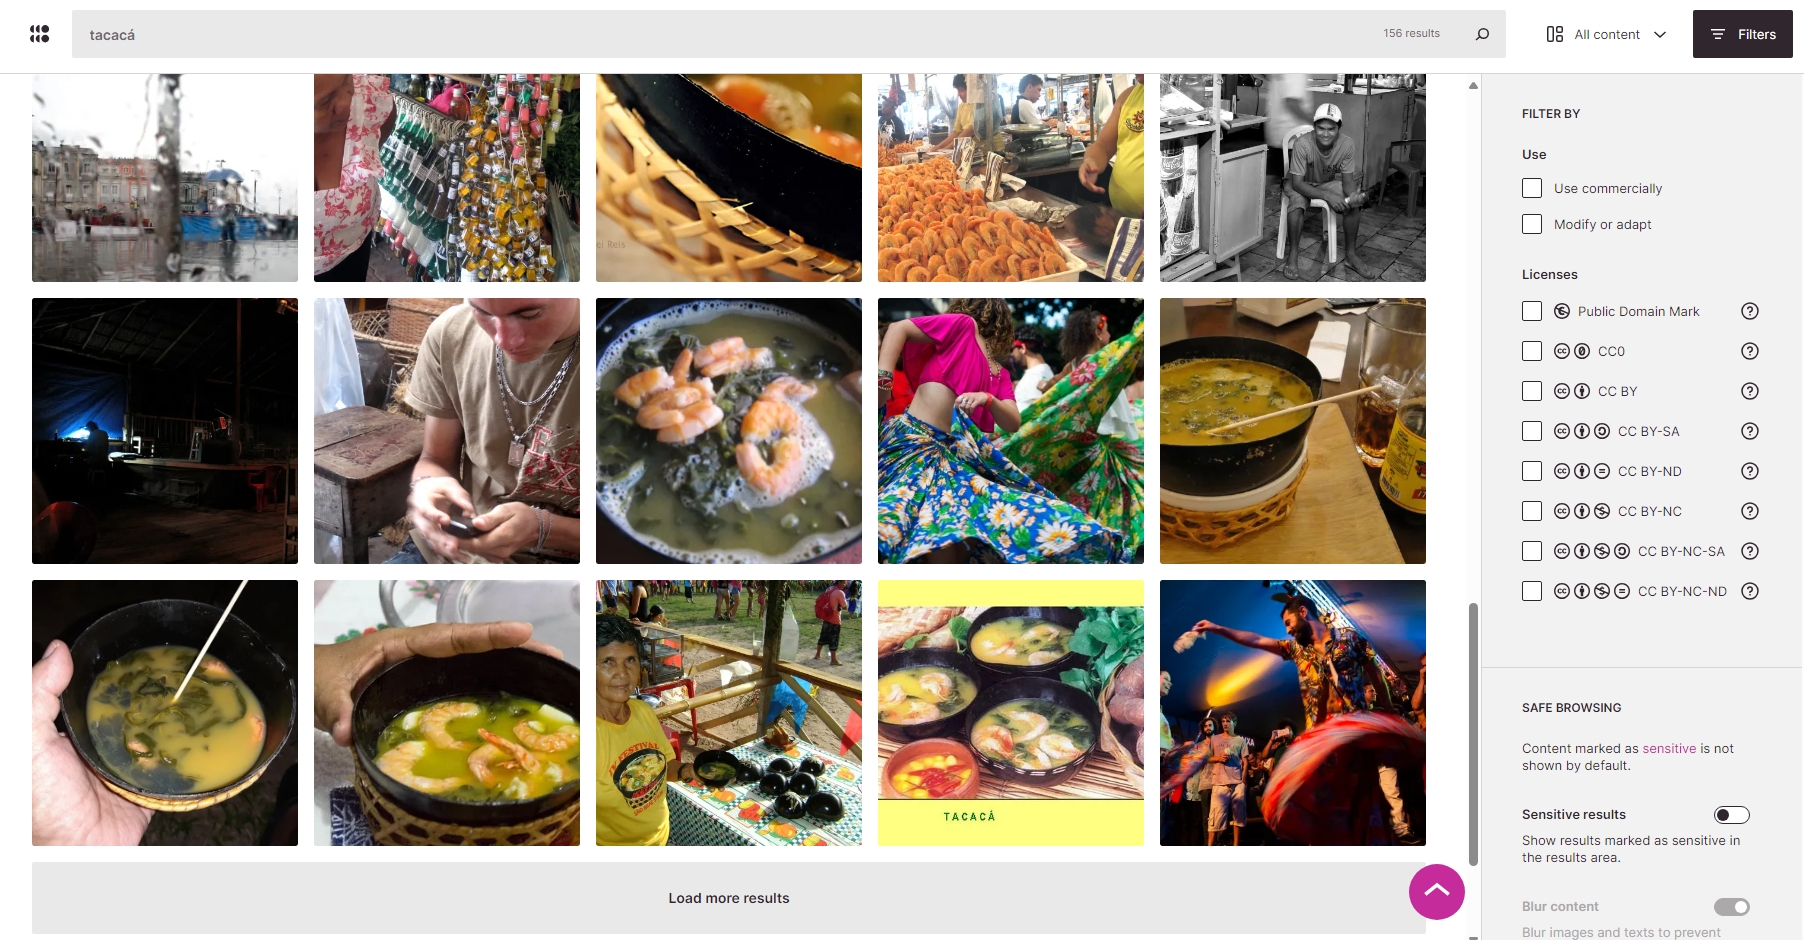 tacacá
156 results
All content
Filters
FILTER BY
Use
Use commercially
Modify or adapt
Licenses
Public Domain Mark
CC0
CC BY
CC BY-SA
CC BY-ND
CC BY-NC
CC BY-NC-SA
CC BY-NC-ND
SAFE BROWSING
Content marked as sensitive is not
shown by default.
Sensitive results
Show results marked as sensitive in
the results area.
Blur content
Blur images and texts to prevent
Reis
FESTIVAL
TACACÁ
Load more results